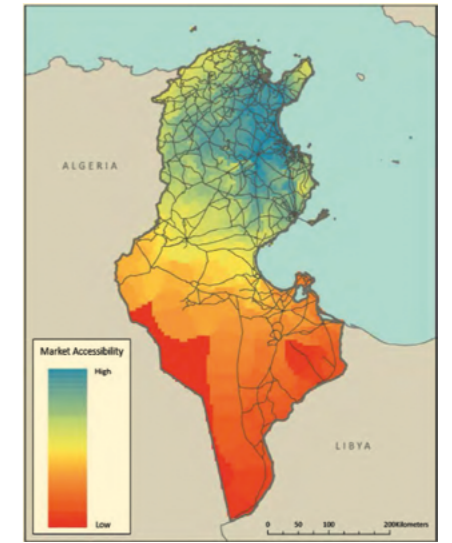 ALGERIA
Market Accessibility
High
Low
LIBYA
0 50 100 200Kilometers